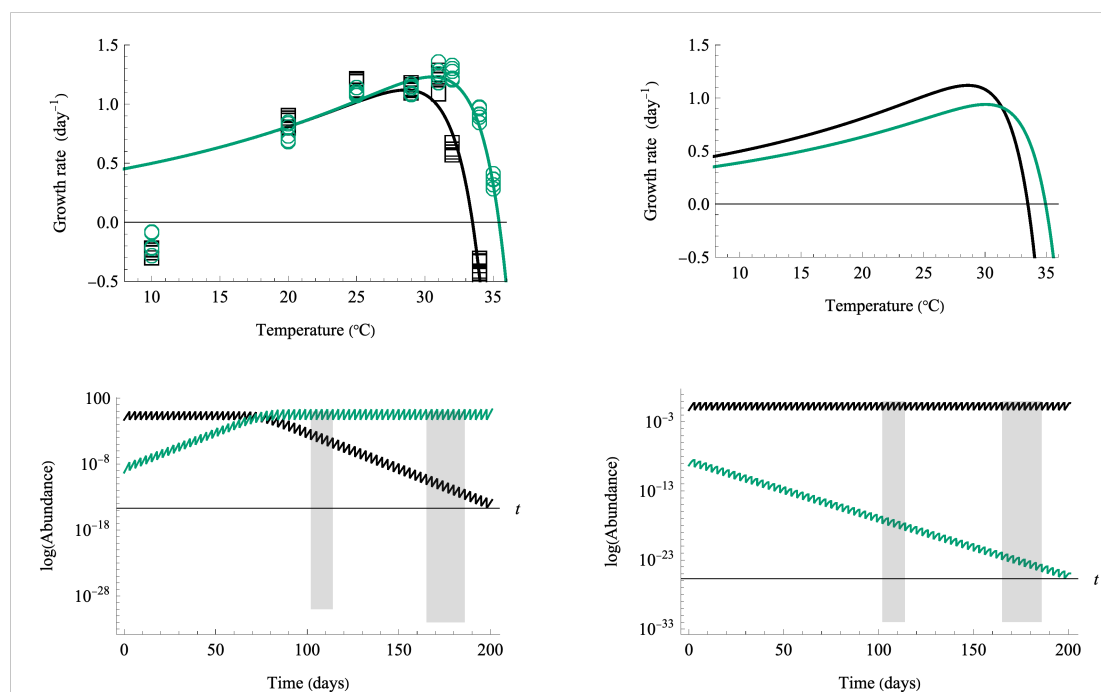 1.5
1.0
0.5
0.0
−0.5
Growth rate (day⁻¹)
10 20 25 30 35
Temperature (°C)
1.5
1.0
0.5
0.0
−0.5
Growth rate (day⁻¹)
10 15 20 25 30 35
Temperature (°C)
100
10⁻⁸
10⁻¹⁸
10⁻²⁸
log(Abundance)
t
0 50 100 150 200
Time (days)
10⁻³
10⁻¹³
10⁻²³
10⁻³³
log(Abundance)
t
0 50 100 150 200
Time (days)